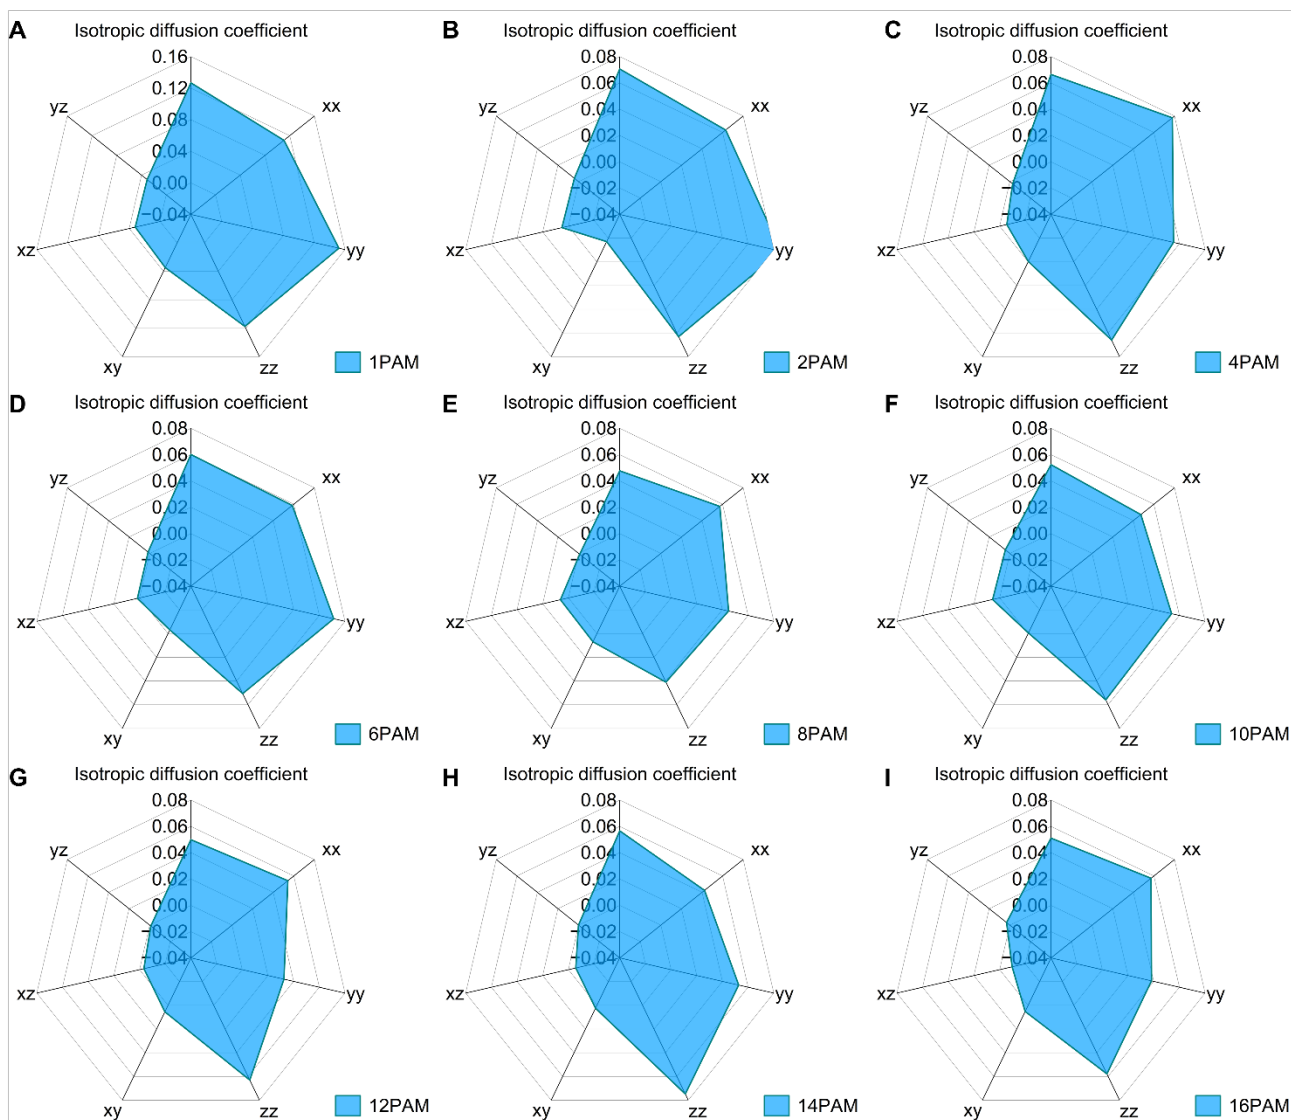 A
Isotropic diffusion coefficient
0.16
0.12
0.08
0.04
0.00
−0.04
xx
yy
zz
xy
xz
yz
1PAM
B
Isotropic diffusion coefficient
0.08
0.06
0.04
0.02
0.00
−0.02
−0.04
xx
yy
zz
xy
xz
yz
2PAM
C
Isotropic diffusion coefficient
0.08
0.06
0.04
0.02
0.00
−0.02
−0.04
xx
yy
zz
xy
xz
yz
4PAM
D
Isotropic diffusion coefficient
0.08
0.06
0.04
0.02
0.00
−0.02
−0.04
xx
yy
zz
xy
xz
yz
6PAM
E
Isotropic diffusion coefficient
0.08
0.06
0.04
0.02
0.00
−0.02
−0.04
xx
yy
zz
xy
xz
yz
8PAM
F
Isotropic diffusion coefficient
0.08
0.06
0.04
0.02
0.00
−0.02
−0.04
xx
yy
zz
xy
xz
yz
10PAM
G
Isotropic diffusion coefficient
0.08
0.06
0.04
0.02
0.00
−0.02
−0.04
xx
yy
zz
xy
xz
yz
12PAM
H
Isotropic diffusion coefficient
0.08
0.06
0.04
0.02
0.00
−0.02
−0.04
xx
yy
zz
xy
xz
yz
14PAM
I
Isotropic diffusion coefficient
0.08
0.06
0.04
0.02
0.00
−0.02
−0.04
xx
yy
zz
xy
xz
yz
16PAM